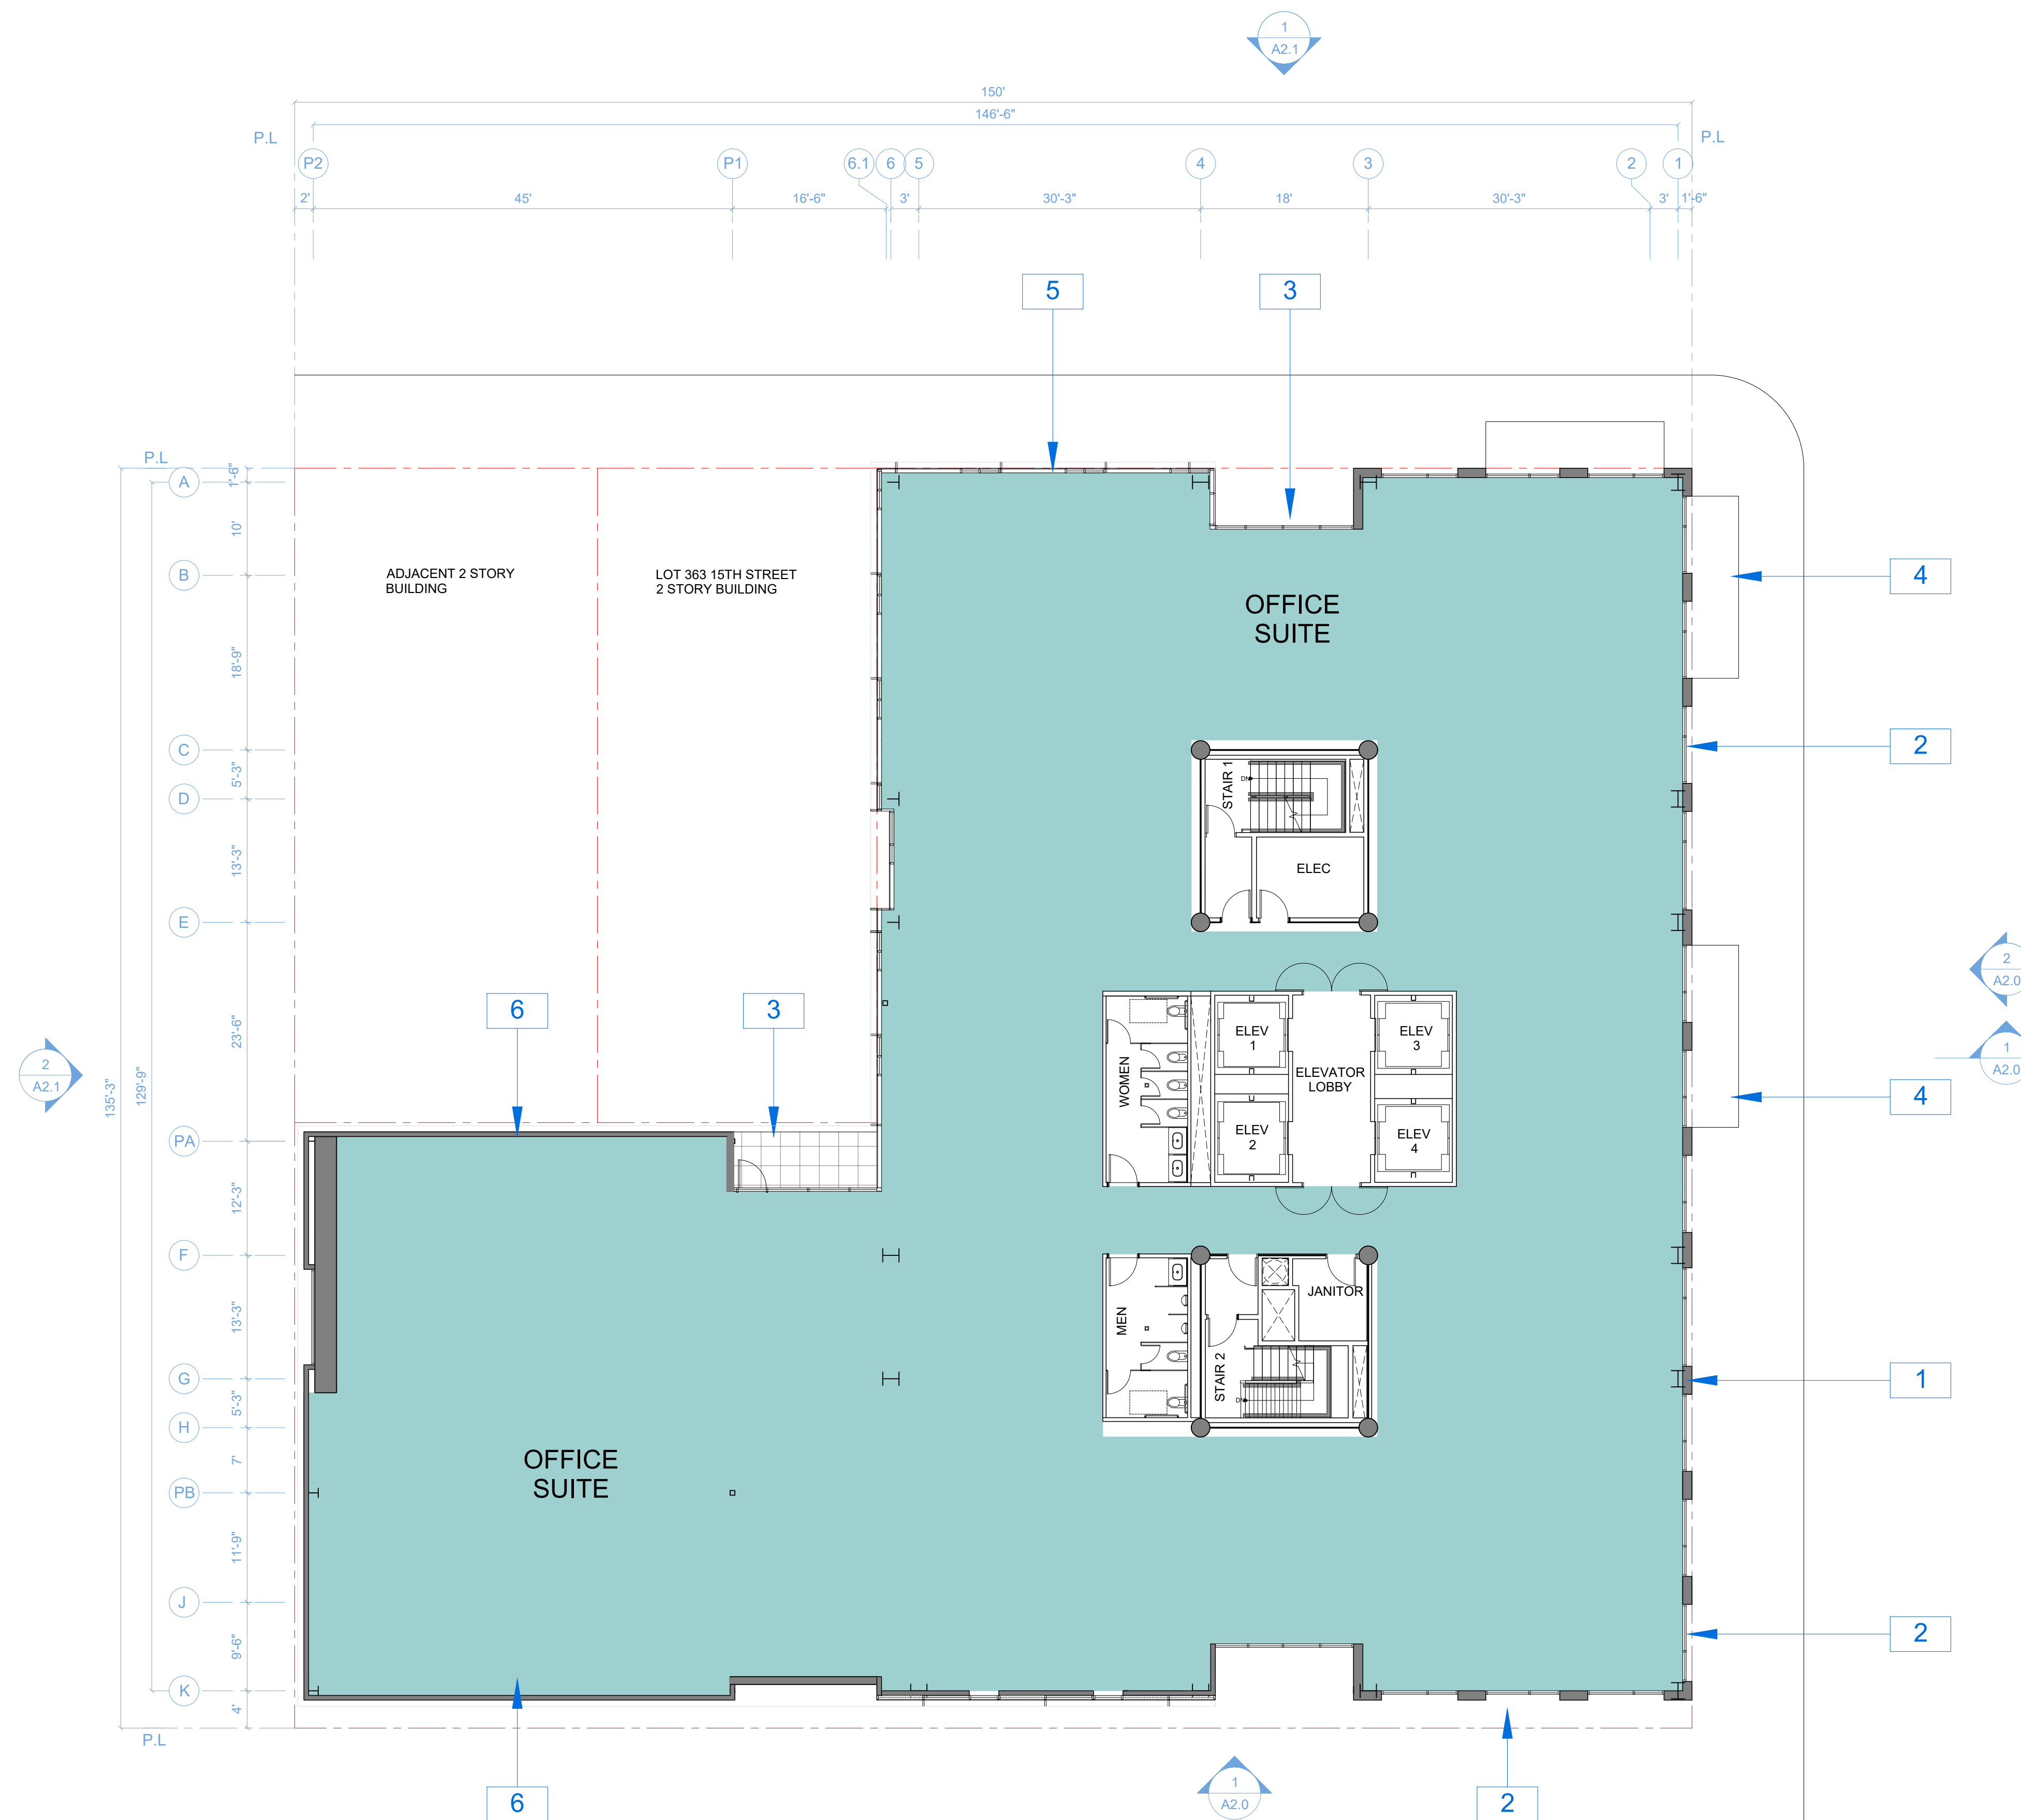 1
A2.1
150'
146'-6"
P.L
P.L
P2
P1
6.1
6
5
4
3
2
1
2'
45'
16'-6"
3'
30'-3"
18'
30'-3"
3'
1'-6"
5
3
P.L
A
1'-6"
10'
B
ADJACENT 2 STORY
BUILDING
LOT 363 15TH STREET
2 STORY BUILDING
OFFICE
SUITE
4
18'-9"
C
2
5'-3"
D
STAIR 1
DN
13'-3"
ELEC
E
2
A2.0
23'-6"
6
3
ELEV
1
ELEV
3
WOMEN
ELEVATOR
LOBBY
1
A2.0
2
A2.1
135'-3"
129'-9"
4
ELEV
2
ELEV
4
PA
12'-3"
F
13'-3"
MEN
JANITOR
G
STAIR 2
DN
1
5'-3"
H
7'
OFFICE
SUITE
PB
11'-9"
J
9'-6"
2
K
4'
P.L
6
1
A2.0
2